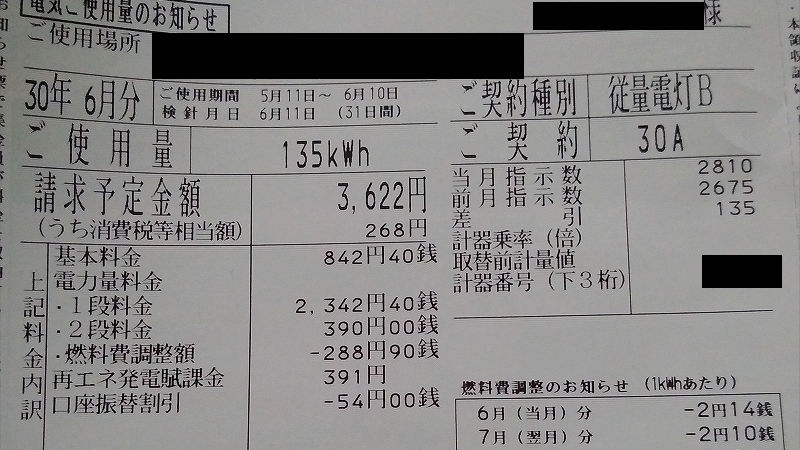 電気ご使用量のお知らせ
様
ご使用場所
30年 6月分
ご使用期間 5月11日～ 6月10日
検針月日 6月11日 (31日間)
ご契約種別 従量電灯B
ご使用量 135kWh
ご契約 30A
請求予定金額 3,622円
(うち消費税等相当額) 268円
当月指示数 2810
前月指示数 2675
差引 135
計器乗率(倍)
取替前計量値
計器番号(下3桁)
上記料金内訳
基本料金 842円40銭
電力量料金
・1段料金 2,342円40銭
・2段料金 390円00銭
・燃料費調整額 -288円90銭
再エネ発電賦課金 391円
口座振替割引 -54円00銭
燃料費調整のお知らせ (1kWhあたり)
6月(当月)分 -2円14銭
7月(翌月)分 -2円10銭